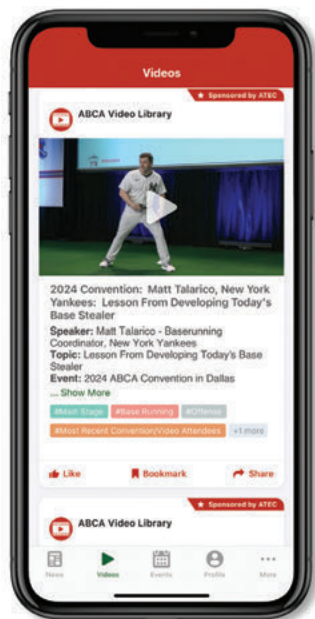 Videos
★ Sponsored by ATEC
ABCA Video Library
2024 Convention: Matt Talarico, New York
Yankees: Lesson From Developing Today's
Base Stealer
Speaker: Matt Talarico - Baserunning
Coordinator, New York Yankees
Topic: Lesson From Developing Today's Base
Stealer
Event: 2024 ABCA Convention in Dallas
... Show More
#Main Stage #Base Running #Offense
#Most Recent Convention/Video Attendees +1 more
Like Bookmark Share
★ Sponsored by ATEC
ABCA Video Library
News Videos Events Profile More